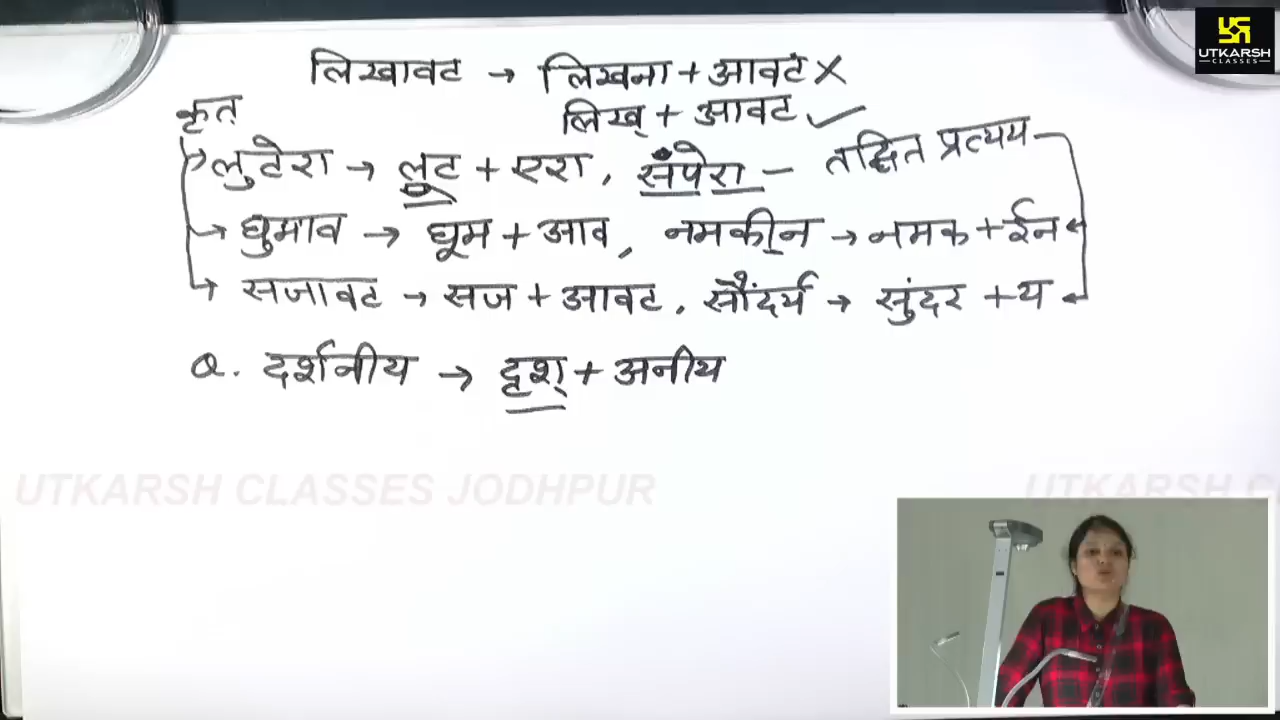 UTKARSH
CLASSES
लिखावट → लिखना + आवट ×
कृत् लिख् + आवट ✓
लुटेरा → लूट + एरा, सँपेरा – तद्धित प्रत्यय
घुमाव → घूम + आव, नमकीन → नमक + ईन
सजावट → सज + आवट, सौंदर्य → सुंदर + य
Q. दर्शनीय → दृश् + अनीय
UTKARSH CLASSES JODHPUR
UTKARSH C